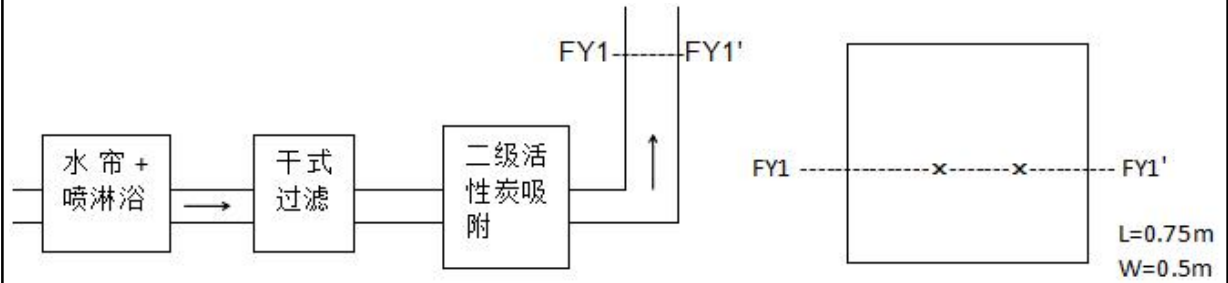 FY1 FY1'
水帘+
喷淋浴
干式
过滤
二级活
性炭吸
附
FY1 FY1'
L=0.75m
W=0.5m